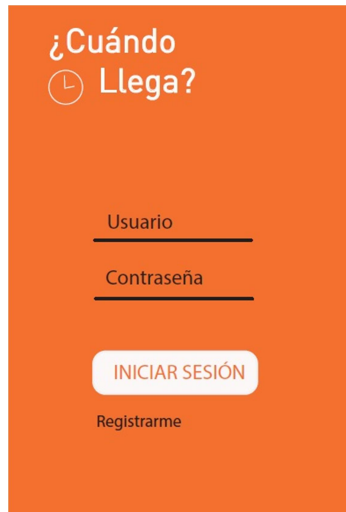 ¿Cuándo
Llega?
Usuario
Contraseña
INICIAR SESIÓN
Registrarme